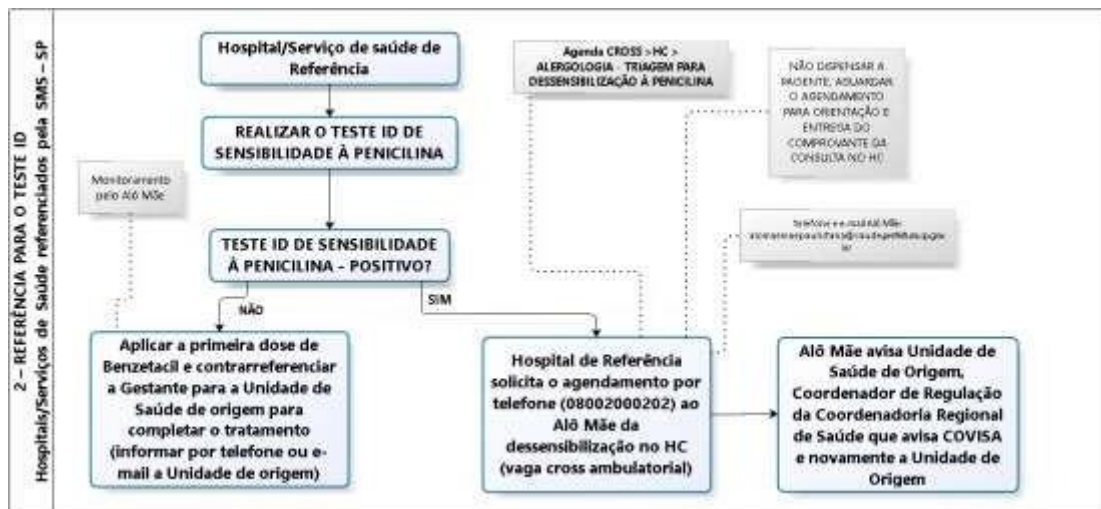 2 – REFERÊNCIA PARA O TESTE ID
Hospitais/Serviços de Saúde referenciados pela SMS – SP
Hospital/Serviço de saúde de
Referência
Agenda CROSS >HC >
ALERGOLOGIA - TRIAGEM PARA
DESSENSIBILIZAÇÃO À PENICILINA
NÃO DISPENSAR A
PACIENTE, AGUARDAR
O AGENDAMENTO
PARA ORIENTAÇÃO E
ENTREGA DO
COMPROVANTE DA
CONSULTA NO HC
REALIZAR O TESTE ID DE
SENSIBILIDADE À PENICILINA
Monitoramento
pelo Alô Mãe
TESTE ID DE SENSIBILIDADE
À PENICILINA – POSITIVO?
Telefone e e-mail Alô Mãe:
NÃO
SIM
Aplicar a primeira dose de
Benzetacil e contrarreferenciar
a Gestante para a Unidade de
Saúde de origem para
completar o tratamento
(informar por telefone ou e-
mail a Unidade de origem)
Hospital de Referência
solicita o agendamento por
telefone (08002000202) ao
Alô Mãe da
dessensibilização no HC
(vaga cross ambulatorial)
Alô Mãe avisa Unidade de
Saúde de Origem,
Coordenador de Regulação
da Coordenadoria Regional
de Saúde que avisa COVISA
e novamente a Unidade de
Origem